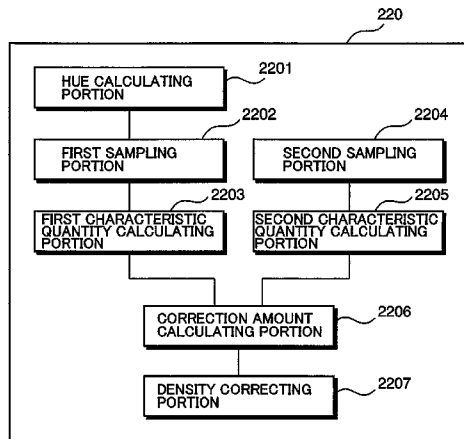 220
HUE CALCULATING
PORTION
2201
FIRST SAMPLING
PORTION
2202
SECOND SAMPLING
PORTION
2204
FIRST CHARACTERISTIC
QUANTITY CALCULATING
PORTION
2203
SECOND CHARACTERISTIC
QUANTITY CALCULATING
PORTION
2205
CORRECTION AMOUNT
CALCULATING PORTION
2206
DENSITY CORRECTING
PORTION
2207